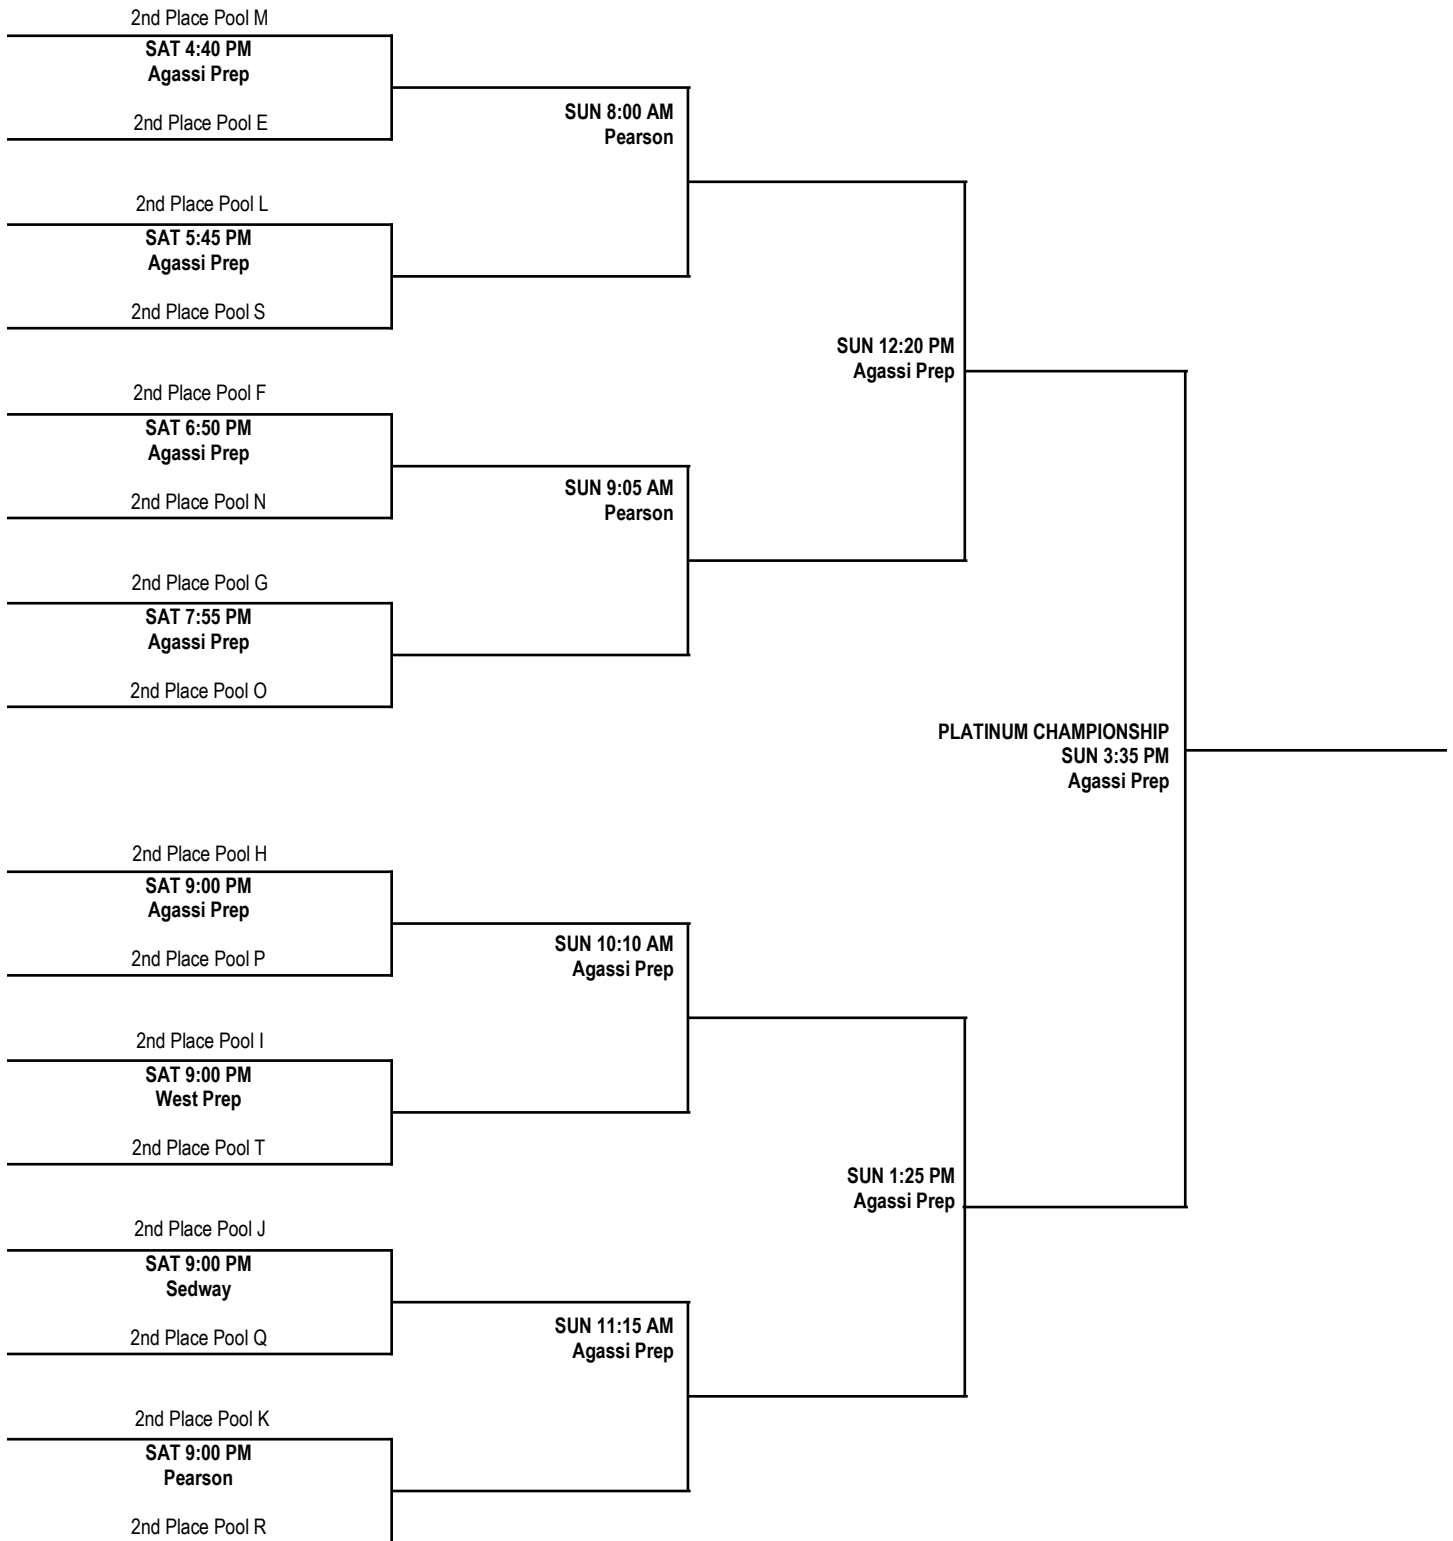 2nd Place Pool M
SAT 4:40 PM
Agassi Prep
2nd Place Pool E
SUN 8:00 AM
Pearson
2nd Place Pool L
SAT 5:45 PM
Agassi Prep
2nd Place Pool S
SUN 12:20 PM
Agassi Prep
2nd Place Pool F
SAT 6:50 PM
Agassi Prep
2nd Place Pool N
SUN 9:05 AM
Pearson
2nd Place Pool G
SAT 7:55 PM
Agassi Prep
2nd Place Pool O
PLATINUM CHAMPIONSHIP
SUN 3:35 PM
Agassi Prep
2nd Place Pool H
SAT 9:00 PM
Agassi Prep
2nd Place Pool P
SUN 10:10 AM
Agassi Prep
2nd Place Pool I
SAT 9:00 PM
West Prep
2nd Place Pool T
SUN 1:25 PM
Agassi Prep
2nd Place Pool J
SAT 9:00 PM
Sedway
2nd Place Pool Q
SUN 11:15 AM
Agassi Prep
2nd Place Pool K
SAT 9:00 PM
Pearson
2nd Place Pool R